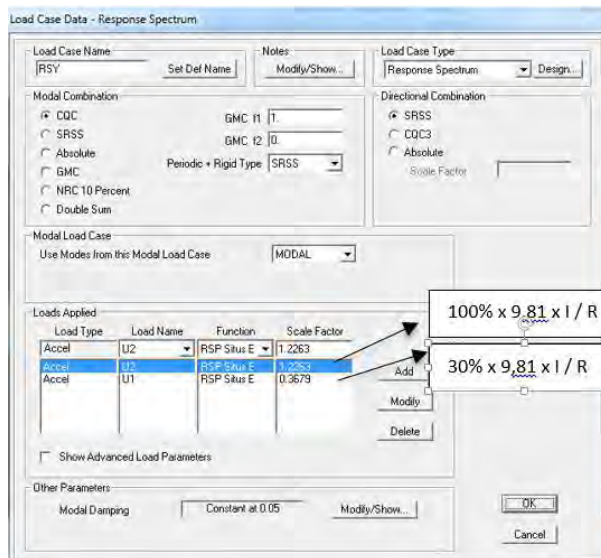 Load Case Data - Response Spectrum
Load Case Name
RSY
Set Def Name
Notes
Modify/Show...
Load Case Type
Response Spectrum
Design...
Modal Combination
CQC
SRSS
Absolute
GMC
NRC 10 Percent
Double Sum
GMC f1
1.
GMC f2
0.
Periodic + Rigid Type
SRSS
Directional Combination
SRSS
CQC3
Absolute
Scale Factor
Modal Load Case
Use Modes from this Modal Load Case
MODAL
Loads Applied
Load Type Load Name Function Scale Factor
Accel U2 RSP Situs E 1.2263
Accel U2 RSP Situs E 1.2263
Accel U1 RSP Situs E 0.3679
Add
Modify
Delete
Show Advanced Load Parameters
100% x 9.81 x I / R
30% x 9,81 x I / R
Other Parameters
Modal Damping
Constant at 0.05
Modify/Show...
OK
Cancel